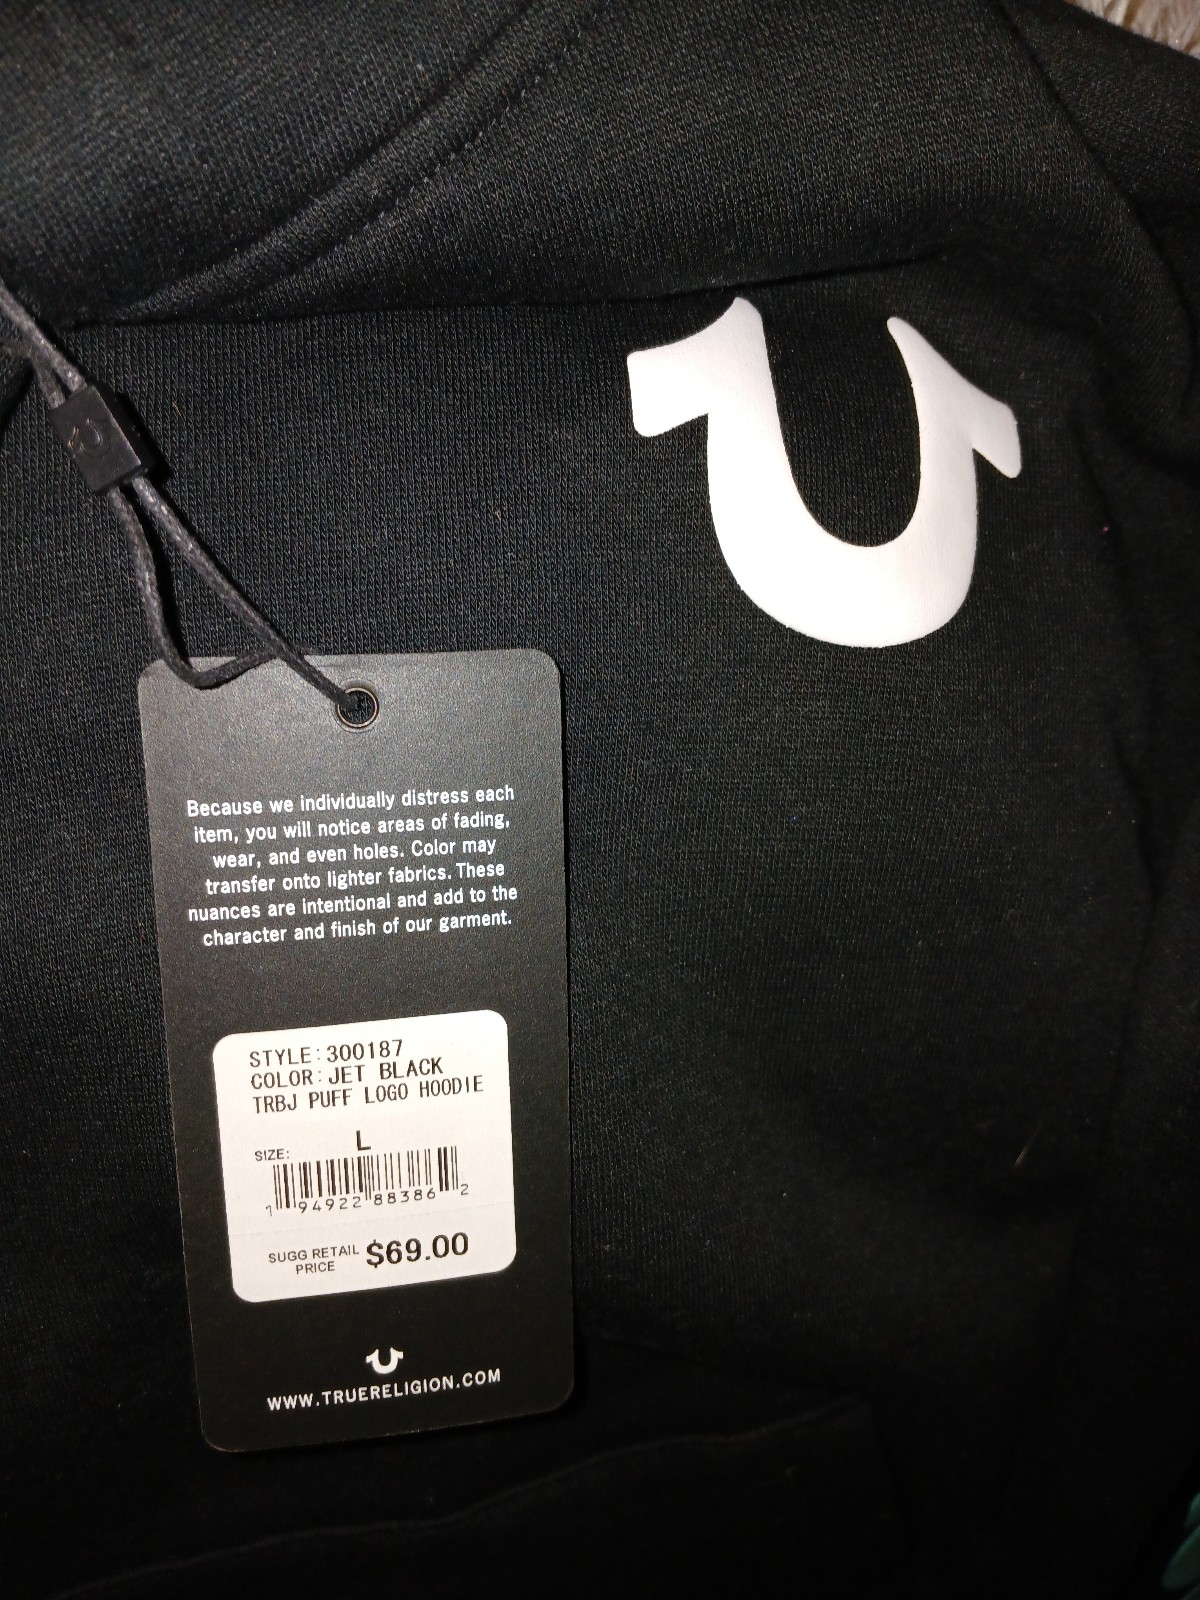 Because we individually distress each
item, you will notice areas of fading,
wear, and even holes. Color may
transfer onto lighter fabrics. These
nuances are intentional and add to the
character and finish of our garment.
STYLE:300187
COLOR:JET BLACK
TRBJ PUFF LOGO HOODIE
SIZE: L
7 94922 88386 2
SUGG RETAIL PRICE $69.00
WWW.TRUERELIGION.COM